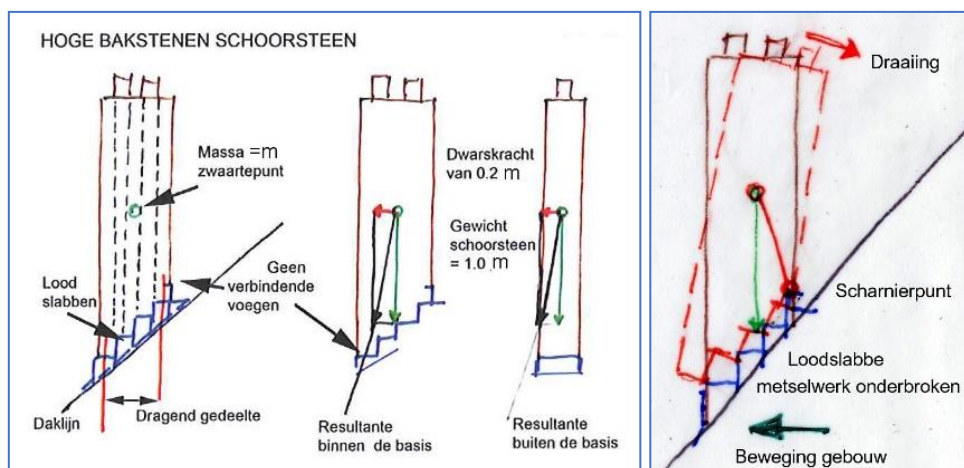 HOGE BAKSTENEN SCHOORSTEEN
Massa =m
zwaartepunt
Lood
slabben
Geen
verbindende
voegen
Daklijn
Dragend gedeelte
Dwarskracht
van 0.2 m
Gewicht
schoorsteen
= 1.0 m
Resultante
binnen de basis
Resultante
buiten de basis
Draaiing
Scharnierpunt
Loodslabbe
metselwerk onderbroken
Beweging gebouw